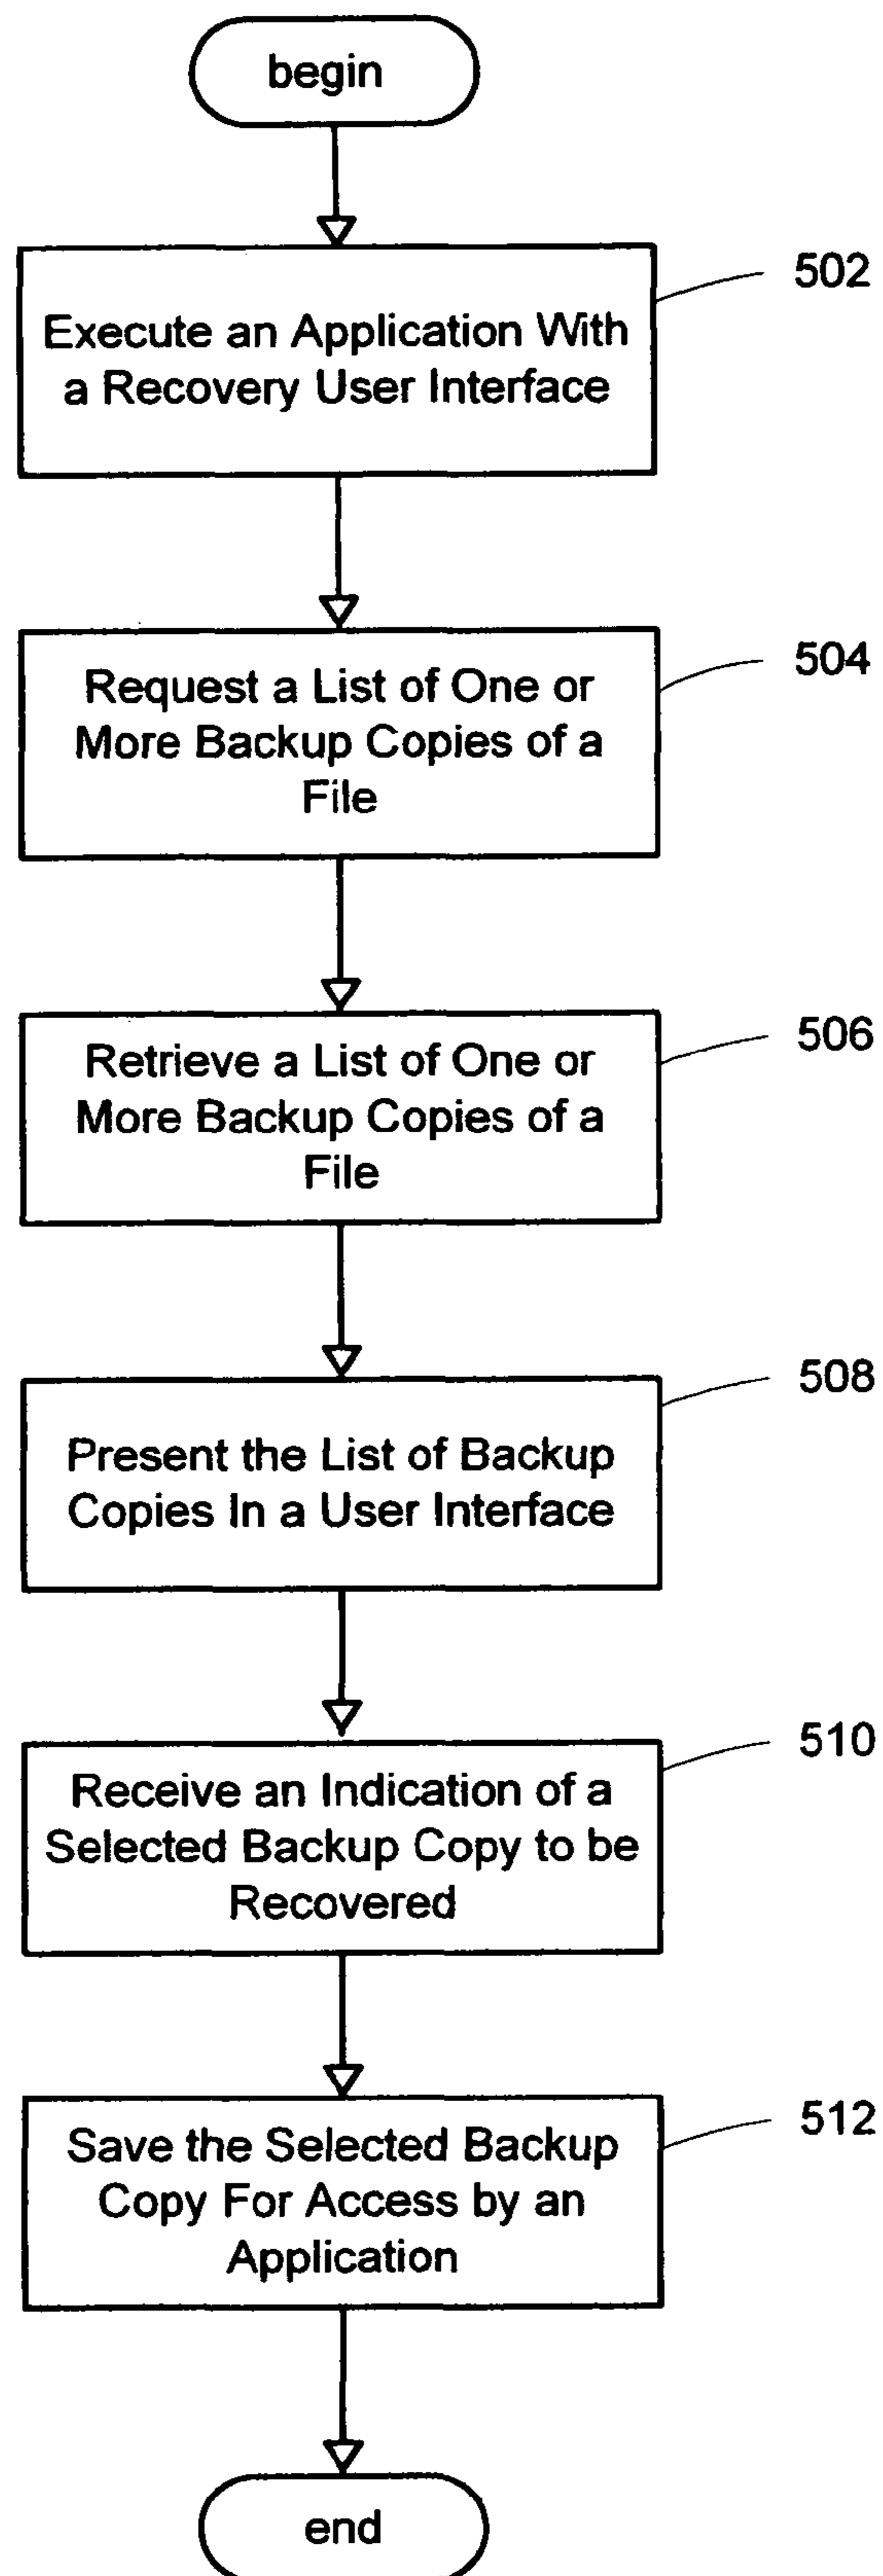 begin
502
Execute an Application With
a Recovery User Interface
504
Request a List of One or
More Backup Copies of a
File
506
Retrieve a List of One or
More Backup Copies of a
File
508
Present the List of Backup
Copies In a User Interface
510
Receive an Indication of a
Selected Backup Copy to be
Recovered
512
Save the Selected Backup
Copy For Access by an
Application
end